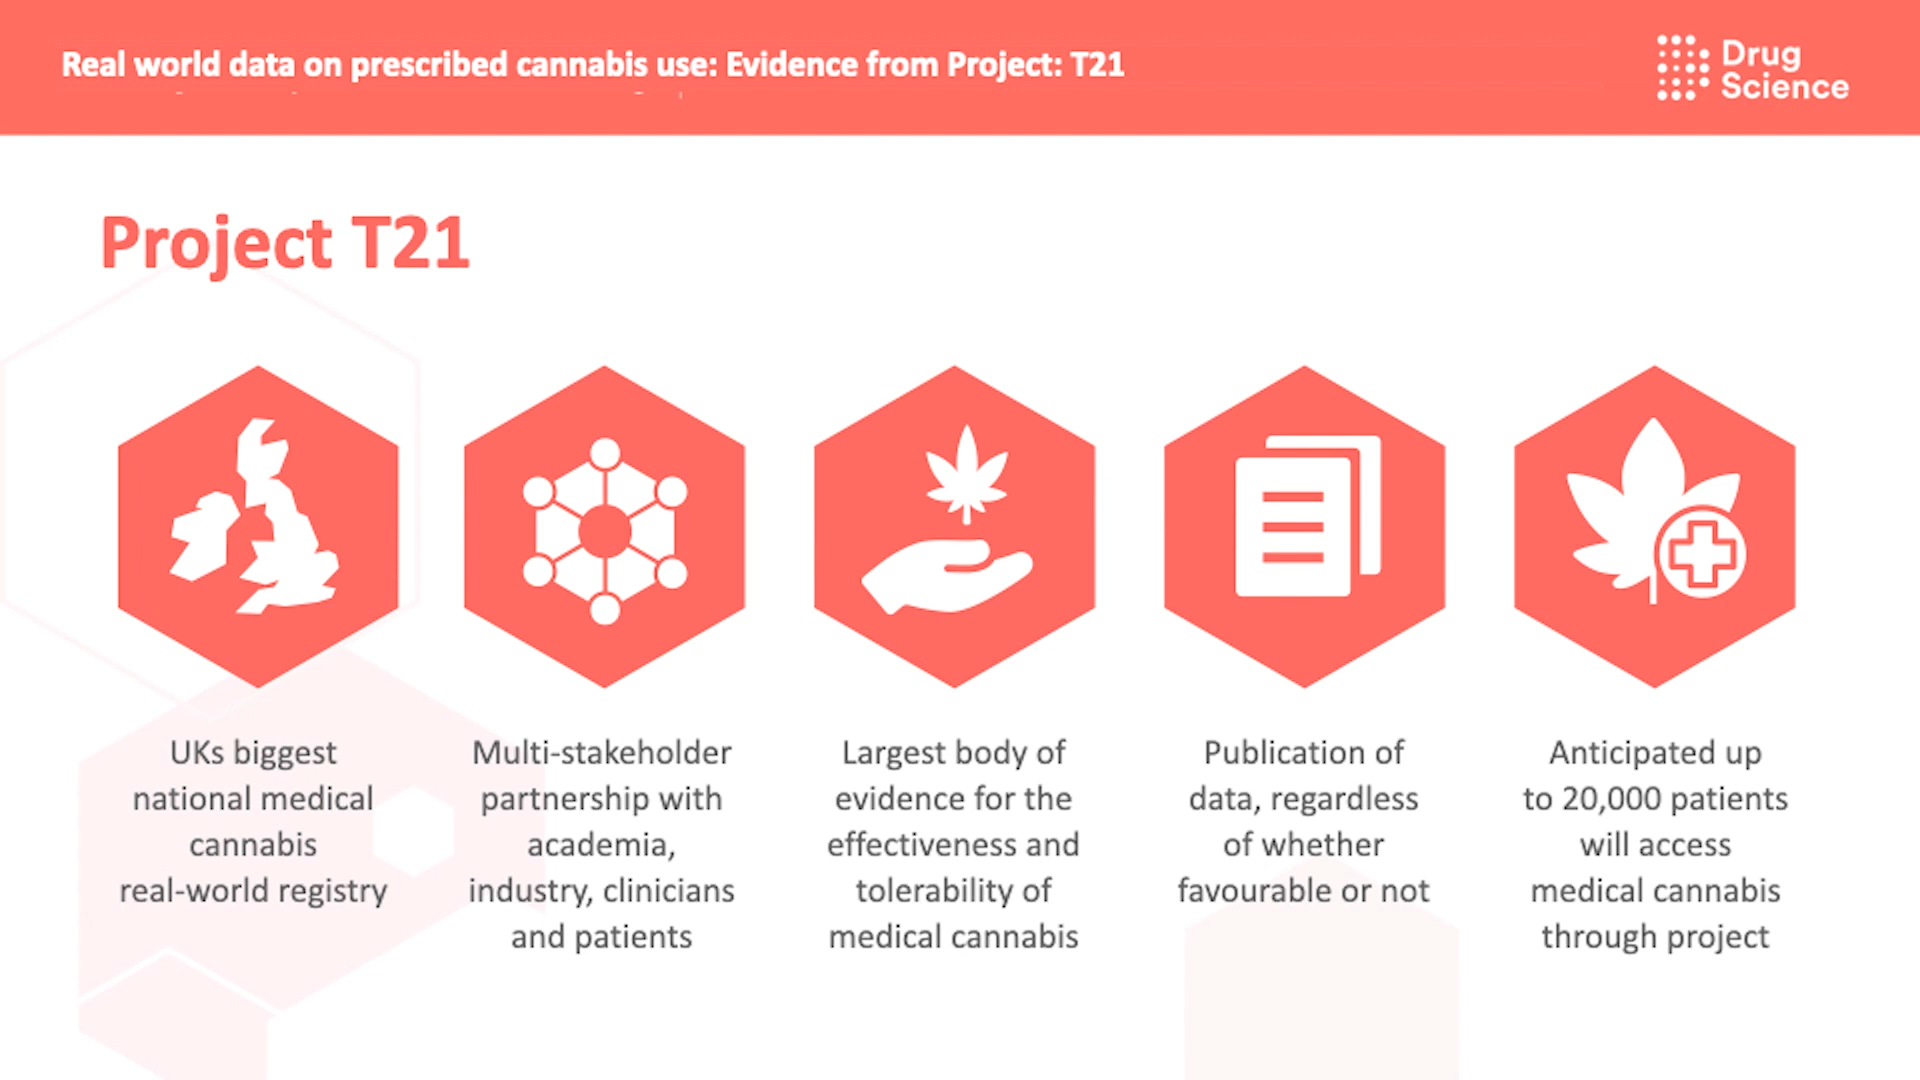 Real world data on prescribed cannabis use: Evidence from Project: T21
Drug
Science
Project T21
UKs biggest
national medical
cannabis
real-world registry
Multi-stakeholder
partnership with
academia,
industry, clinicians
and patients
Largest body of
evidence for the
effectiveness and
tolerability of
medical cannabis
Publication of
data, regardless
of whether
favourable or not
Anticipated up
to 20,000 patients
will access
medical cannabis
through project